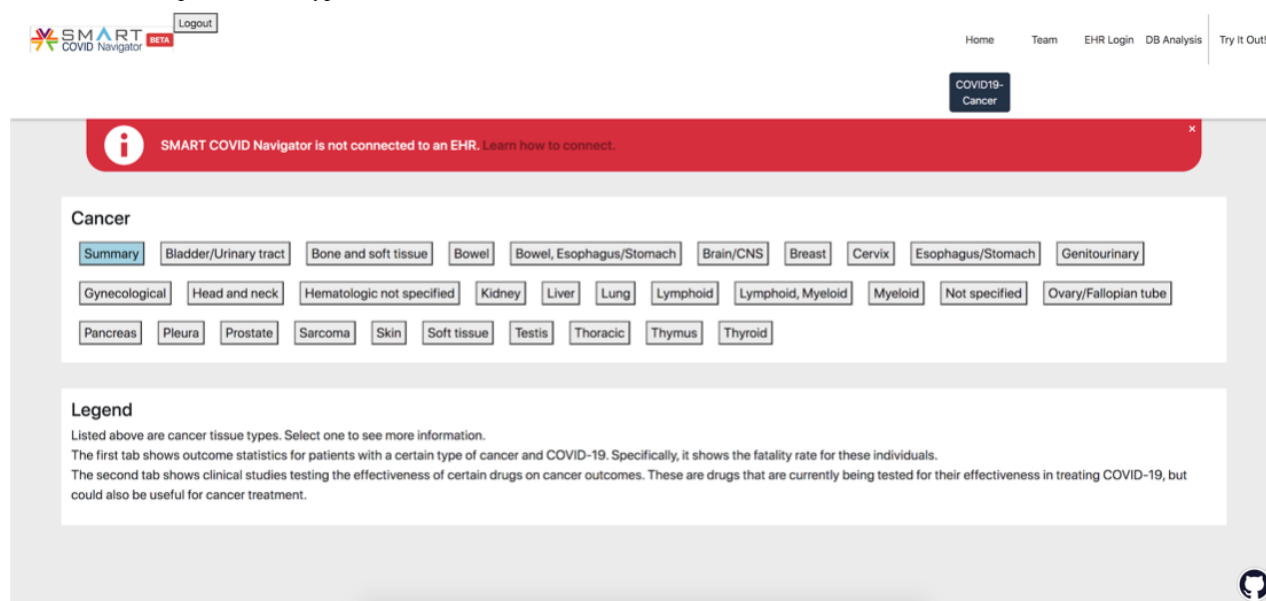 Logout
SMART
COVID Navigator BETA
Home Team EHR Login DB Analysis Try It Out!
COVID19-
Cancer
SMART COVID Navigator is not connected to an EHR. Learn how to connect.
×
Cancer
Summary Bladder/Urinary tract Bone and soft tissue Bowel Bowel, Esophagus/Stomach Brain/CNS Breast Cervix Esophagus/Stomach Genitourinary
Gynecological Head and neck Hematologic not specified Kidney Liver Lung Lymphoid Lymphoid, Myeloid Myeloid Not specified Ovary/Fallopian tube
Pancreas Pleura Prostate Sarcoma Skin Soft tissue Testis Thoracic Thymus Thyroid
Legend
Listed above are cancer tissue types. Select one to see more information.
The first tab shows outcome statistics for patients with a certain type of cancer and COVID-19. Specifically, it shows the fatality rate for these individuals.
The second tab shows clinical studies testing the effectiveness of certain drugs on cancer outcomes. These are drugs that are currently being tested for their effectiveness in treating COVID-19, but
could also be useful for cancer treatment.